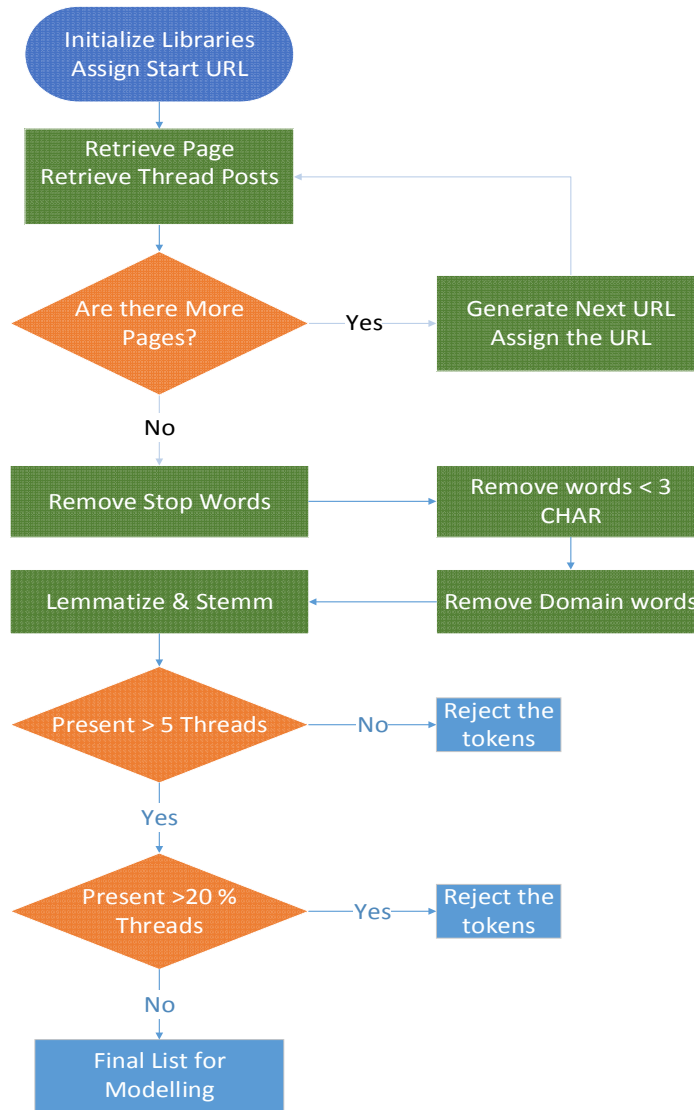 Initialize Libraries
Assign Start URL
Retrieve Page
Retrieve Thread Posts
Are there More
Pages?
Yes
Generate Next URL
Assign the URL
No
Remove Stop Words
Remove words < 3
CHAR
Lemmatize & Stemm
Remove Domain words
Present > 5 Threads
No
Reject the
tokens
Yes
Present >20 %
Threads
Yes
Reject the
tokens
No
Final List for
Modelling